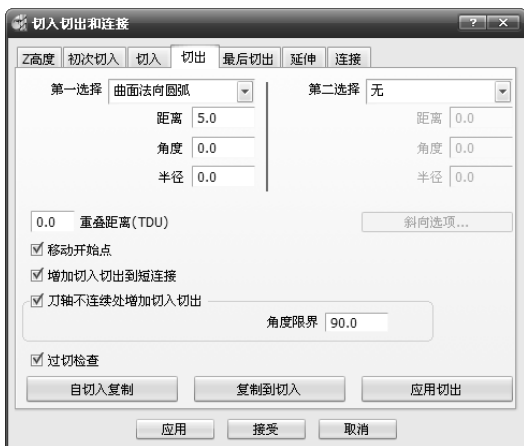 切入切出和连接
Z高度 初次切入 切入 切出 最后切出 延伸 连接
第一选择 曲面法向圆弧 第二选择 无
距离 5.0 距离 0.0
角度 0.0 角度 0.0
半径 0.0 半径 0.0
0.0 重叠距离(TDU) 斜向选项...
移动开始点
增加切入切出到短连接
刀轴不连续处增加切入切出
角度限界 90.0
过切检查
自切入复制 复制到切入 应用切出
应用 接受 取消